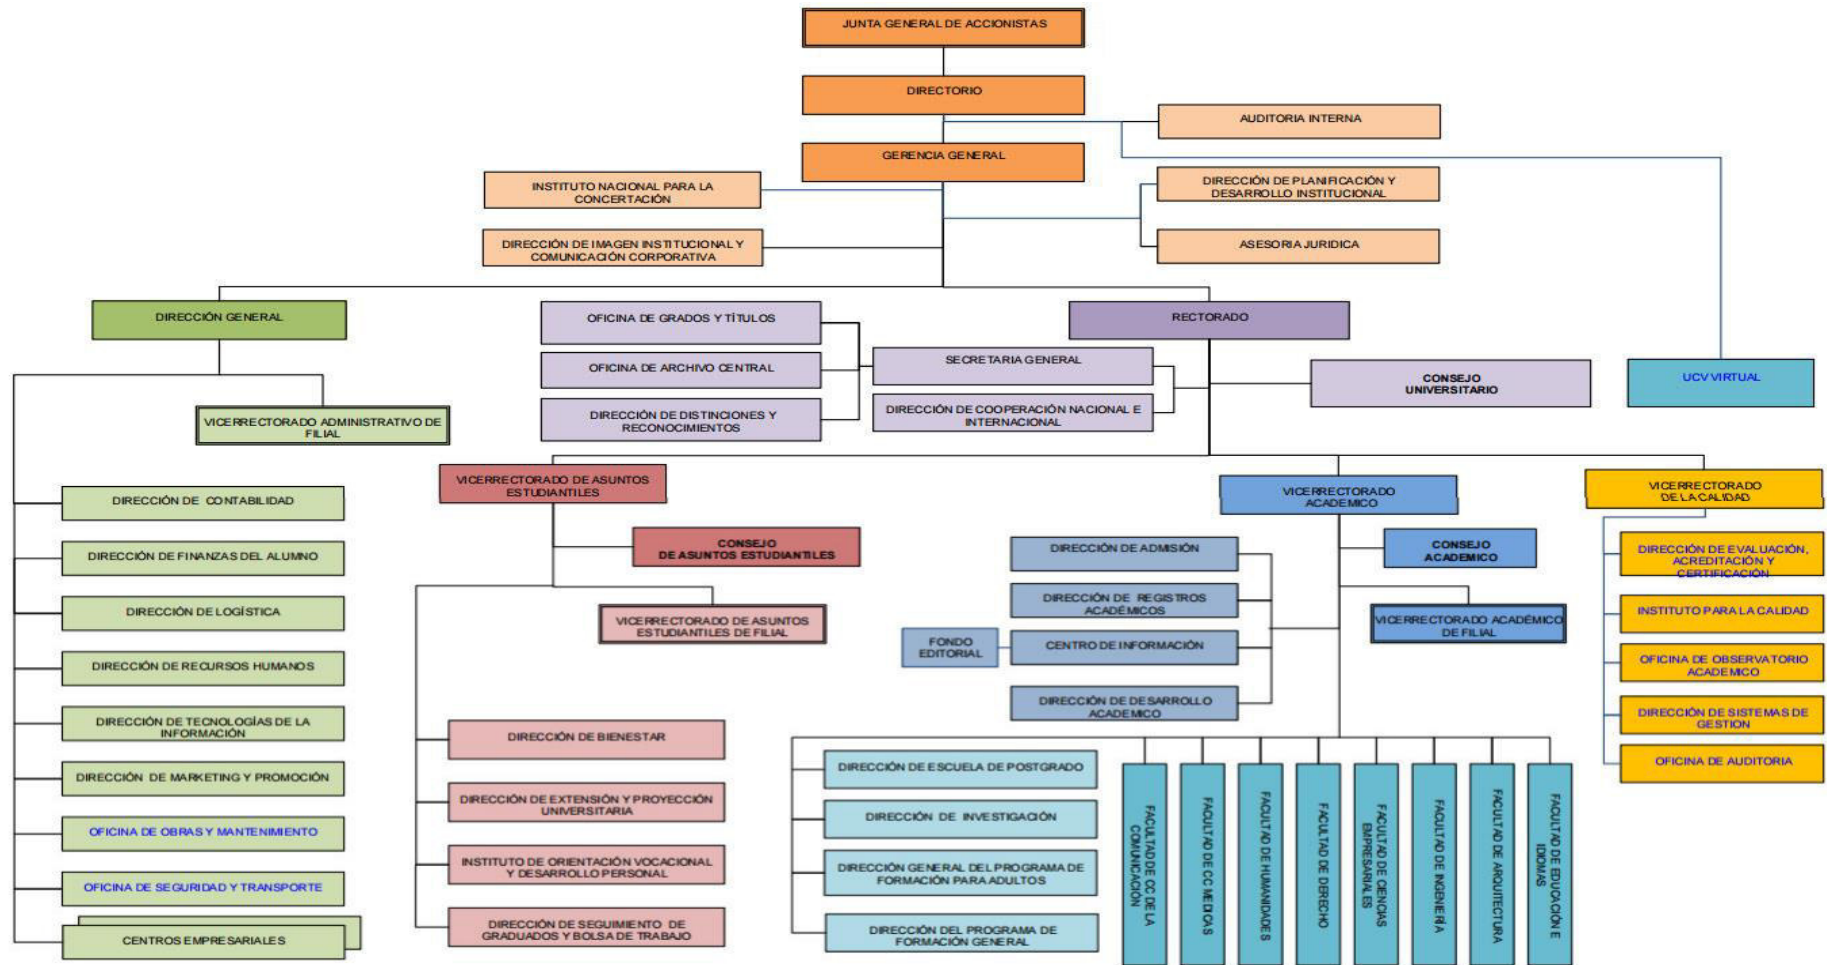 JUNTA GENERAL DE ACCIONISTAS
DIRECTORIO
AUDITORIA INTERNA
GERENCIA GENERAL
INSTITUTO NACIONAL PARA LA
CONCERTACIÓN
DIRECCIÓN DE PLANIFICACIÓN Y
DESARROLLO INSTITUCIONAL
DIRECCIÓN DE IMAGEN INSTITUCIONAL Y
COMUNICACIÓN CORPORATIVA
ASESORIA JURIDICA
DIRECCIÓN GENERAL
OFICINA DE GRADOS Y TÍTULOS
RECTORADO
OFICINA DE ARCHIVO CENTRAL
SECRETARIA GENERAL
CONSEJO
UNIVERSITARIO
UCV VIRTUAL
DIRECCIÓN DE DISTINCIONES Y
RECONOCIMIENTOS
DIRECCIÓN DE COOPERACIÓN NACIONAL E
INTERNACIONAL
VICERRECTORADO ADMINISTRATIVO DE
FILIAL
DIRECCIÓN DE CONTABILIDAD
DIRECCIÓN DE FINANZAS DEL ALUMNO
DIRECCIÓN DE LOGÍSTICA
DIRECCIÓN DE RECURSOS HUMANOS
DIRECCIÓN DE TECNOLOGÍAS DE LA
INFORMACIÓN
DIRECCIÓN DE MARKETING Y PROMOCIÓN
OFICINA DE OBRAS Y MANTENIMIENTO
OFICINA DE SEGURIDAD Y TRANSPORTE
CENTROS EMPRESARIALES
VICERRECTORADO DE ASUNTOS
ESTUDIANTILES
CONSEJO
DE ASUNTOS ESTUDIANTILES
VICERRECTORADO DE ASUNTOS
ESTUDIANTILES DE FILIAL
DIRECCIÓN DE BIENESTAR
DIRECCIÓN DE EXTENSIÓN Y PROYECCIÓN
UNIVERSITARIA
INSTITUTO DE ORIENTACIÓN VOCACIONAL
Y DESARROLLO PERSONAL
DIRECCIÓN DE SEGUIMIENTO DE
GRADUADOS Y BOLSA DE TRABAJO
VICERRECTORADO
ACADEMICO
CONSEJO
ACADEMICO
VICERRECTORADO ACADÉMICO
DE FILIAL
DIRECCIÓN DE ADMISIÓN
DIRECCIÓN DE REGISTROS
ACADÉMICOS
FONDO
EDITORIAL
CENTRO DE INFORMACIÓN
DIRECCIÓN DE DESARROLLO
ACADEMICO
DIRECCIÓN DE ESCUELA DE POSTGRADO
DIRECCIÓN DE INVESTIGACIÓN
DIRECCIÓN GENERAL DEL PROGRAMA DE
FORMACIÓN PARA ADULTOS
DIRECCIÓN DEL PROGRAMA DE
FORMACIÓN GENERAL
FACULTAD DE CC DE LA
COMUNICACIÓN
FACULTAD DE CC MEDICAS
FACULTAD DE HUMANIDADES
FACULTAD DE DERECHO
FACULTAD DE CIENCIAS
EMPRESARIALES
FACULTAD DE INGENIERÍA
FACULTAD DE ARQUITECTURA
FACULTAD DE EDUCACIÓN E
IDIOMAS
VICERRECTORADO
DE LA CALIDAD
DIRECCIÓN DE EVALUACIÓN,
ACREDITACIÓN Y
CERTIFICACIÓN
INSTITUTO PARA LA CALIDAD
OFICINA DE OBSERVATORIO
ACADEMICO
DIRECCIÓN DE SISTEMAS DE
GESTION
OFICINA DE AUDITORIA